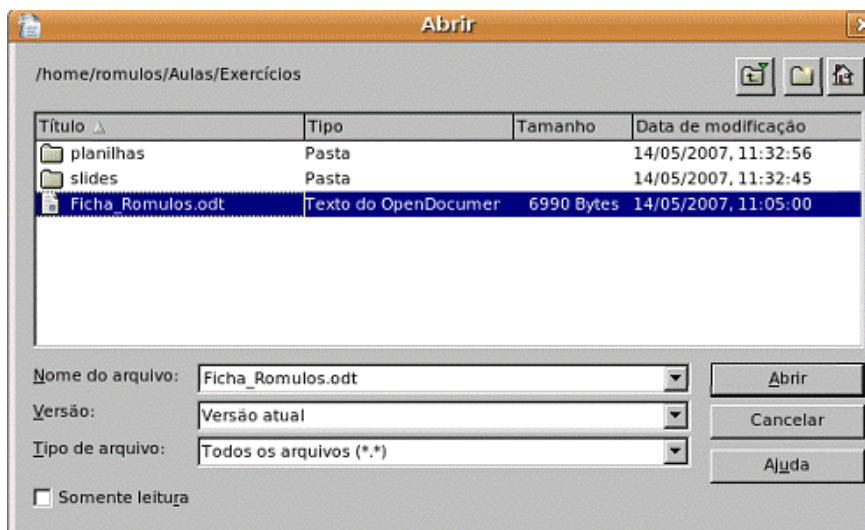 Abrir
/home/romulos/Aulas/Exercícios
Título Tipo Tamanho Data de modificação
planilhas Pasta 14/05/2007, 11:32:56
slides Pasta 14/05/2007, 11:32:45
Ficha_Romulos.odt Texto do OpenDocumer 6990 Bytes 14/05/2007, 11:05:00
Nome do arquivo: Ficha_Romulos.odt Abrir
Versão: Versão atual Cancelar
Tipo de arquivo: Todos os arquivos (*.*) Ajuda
Somente leitura